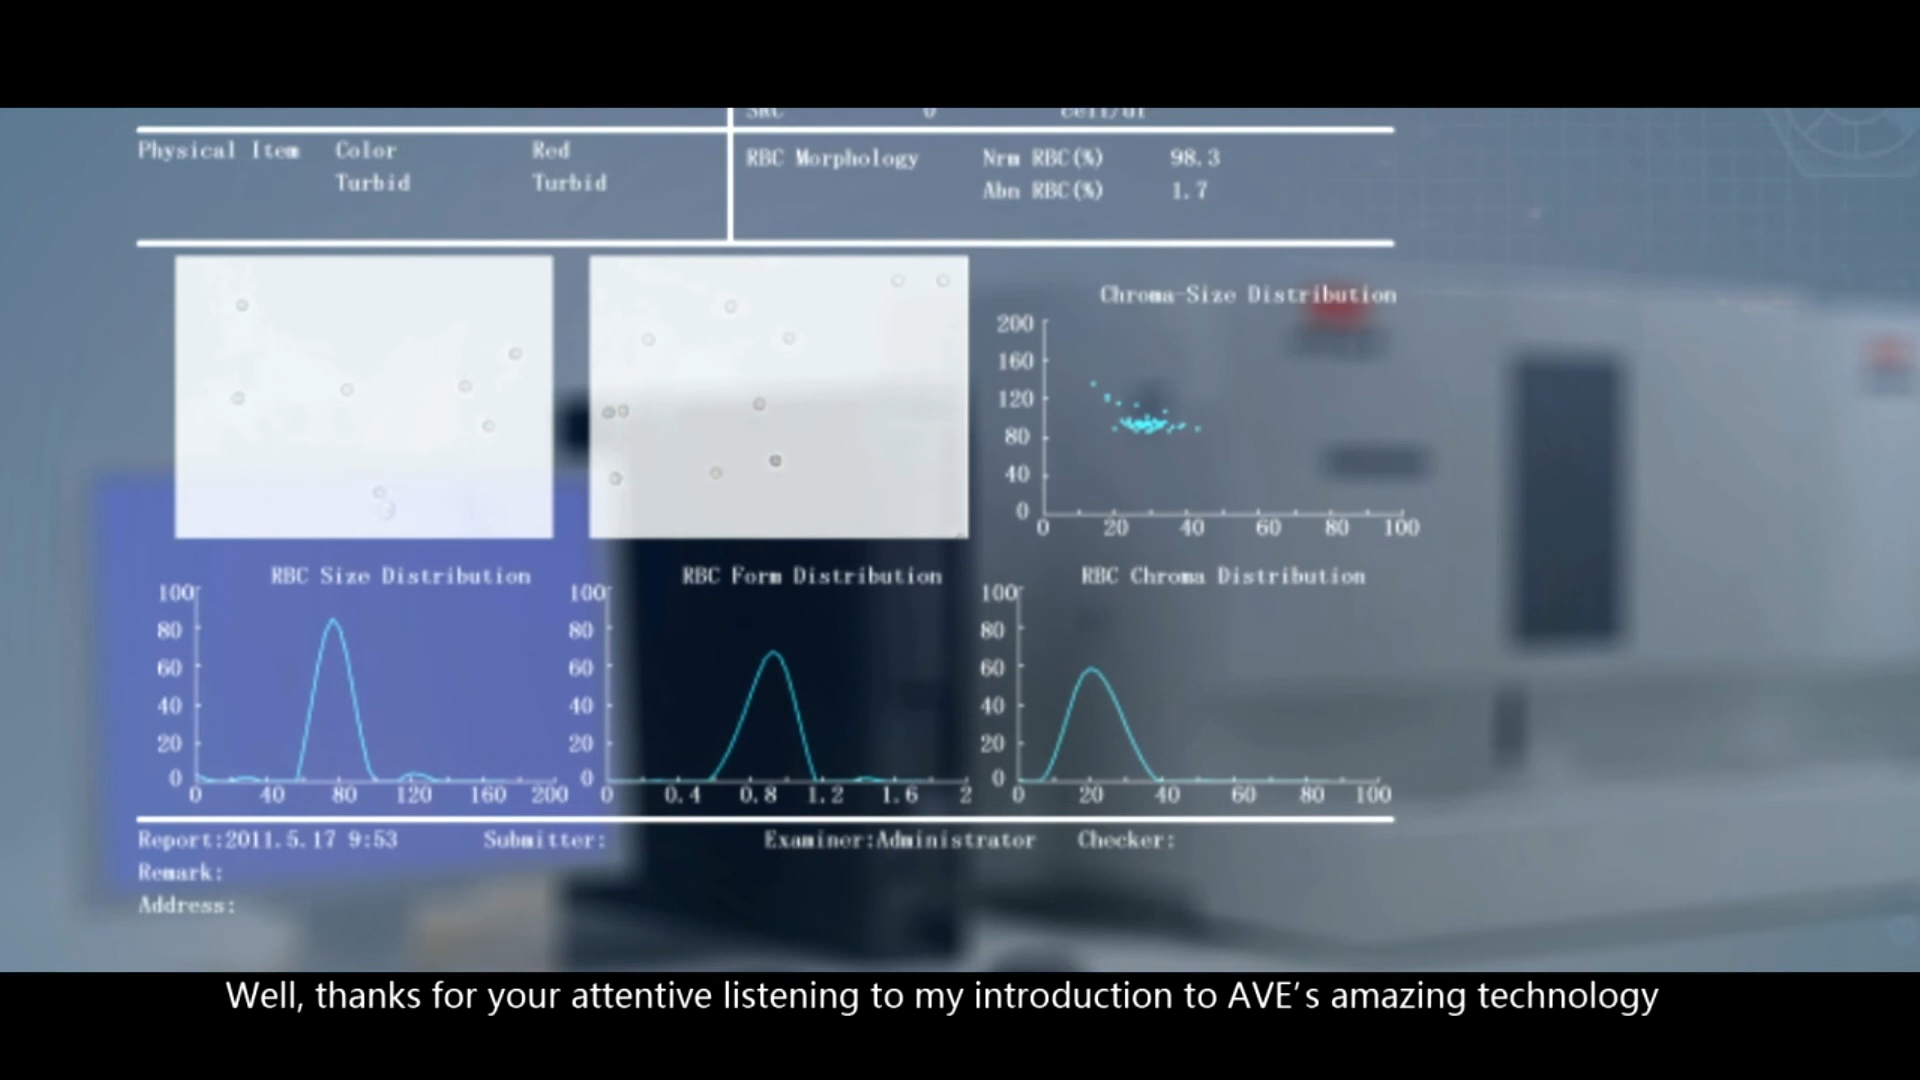 SRC 0 cell/ul
Physical Item Color Red
Turbid Turbid
RBC Morphology Nrm RBC(%) 98.3
Abn RBC(%) 1.7
Chroma-Size Distribution
200
160
120
80
40
0
0 20 40 60 80 100
RBC Size Distribution
100
80
60
40
20
0
0 40 80 120 160 200
RBC Form Distribution
100
80
60
40
20
0
0 0.4 0.8 1.2 1.6 2
RBC Chroma Distribution
100
80
60
40
20
0
0 20 40 60 80 100
Report:2011.5.17 9:53 Submitter: Examiner:Administrator Checker:
Remark:
Address:
Well, thanks for your attentive listening to my introduction to AVE's amazing technology